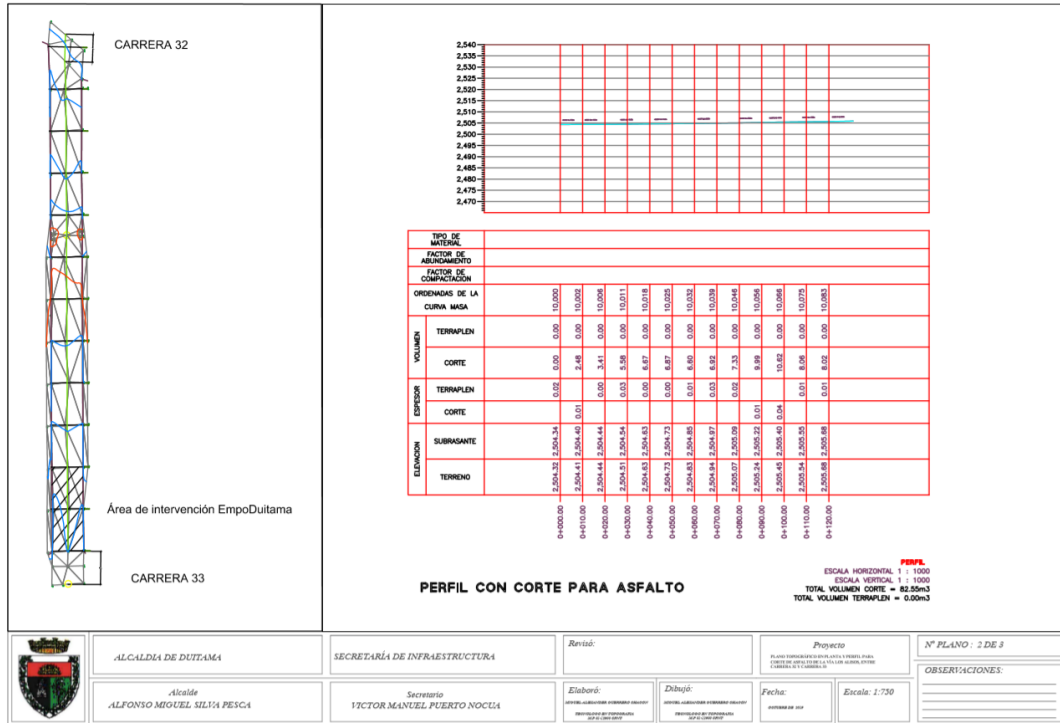 CARRERA 32
Área de intervención EmpoDuitama
CARRERA 33
2,540
2,535
2,530
2,525
2,520
2,515
2,510
2,505
2,500
2,495
2,490
2,485
2,480
2,475
2,470
TIPO DE MATERIAL
FACTOR DE ABUNDAMIENTO
FACTOR DE COMPACTACION
ORDENADAS DE LA CURVA MASA 10,000 10,002 10,006 10,011 10,018 10,025 10,032 10,039 10,046 10,056 10,066 10,075 10,083
VOLUMEN
TERRAPLEN 0.00 0.00 0.00 0.00 0.00 0.00 0.00 0.00 0.00 0.00 0.00 0.00 0.00
CORTE 0.00 2.48 3.41 5.58 6.67 6.87 6.60 6.92 7.33 9.99 10.62 8.06 8.02
ESPESOR
TERRAPLEN 0.02 0.00 0.03 0.00 0.00 0.01 0.03 0.02 0.01 0.01
CORTE 0.01 0.01 0.04
ELEVACION
SUBRASANTE 2,504.34 2,504.40 2,504.44 2,504.54 2,504.63 2,504.73 2,504.85 2,504.97 2,505.09 2,505.22 2,505.40 2,505.55 2,505.68
TERRENO 2,504.32 2,504.41 2,504.44 2,504.51 2,504.63 2,504.73 2,504.83 2,504.94 2,505.07 2,505.24 2,505.45 2,505.54 2,505.68
0+000.00 0+010.00 0+020.00 0+030.00 0+040.00 0+050.00 0+060.00 0+070.00 0+080.00 0+090.00 0+100.00 0+110.00 0+120.00
PERFIL CON CORTE PARA ASFALTO
PERFIL
ESCALA HORIZONTAL 1 : 1000
ESCALA VERTICAL 1 : 1000
TOTAL VOLUMEN CORTE = 82.55m3
TOTAL VOLUMEN TERRAPLEN = 0.00m3
ALCALDIA DE DUITAMA
Alcalde
ALFONSO MIGUEL SILVA PESCA
SECRETARÍA DE INFRAESTRUCTURA
Secretario
VICTOR MANUEL PUERTO NOCUA
Revisó:
Elaboró:
Dibujó:
Proyecto
PLANO TOPOGRÁFICO EN PLANTA Y PERFIL PARA
CORTE DE ASFALTO DE LA VIA LOS ALISOS, ENTRE
Fecha:
Escala: 1:750
Nº PLANO : 2 DE 3
OBSERVACIONES: